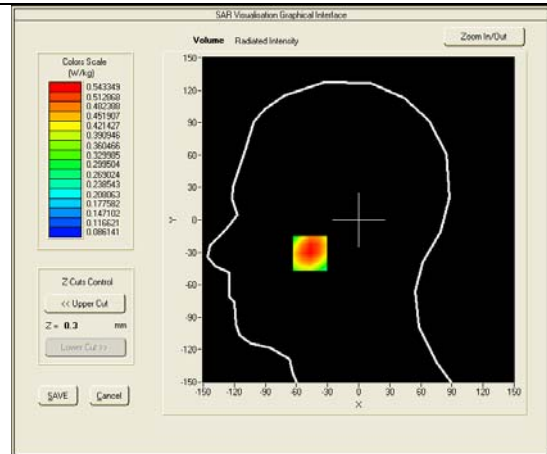 SAR Visualisation Graphical Interface
Volume Radiated Intensity
Zoom In/Out
Colors Scale
(W/kg)
0.543349
0.512868
0.482388
0.451907
0.421427
0.390946
0.360466
0.329985
0.299504
0.269024
0.238543
0.208063
0.177582
0.147102
0.116621
0.086141
Z Cuts Control
<< Upper Cut
Z = 0.3 mm
Lower Cut >>
SAVE Cancel
150-
120-
90-
60-
30-
0-
-30-
-60-
-90-
-120-
-150-
Y
-150 -120 -90 -60 -30 0 30 60 90 120 150
X